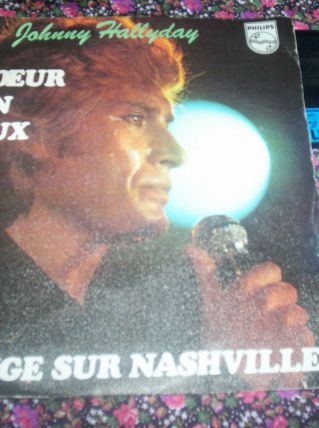 Johnny Hallyday
PHILIPS
OEUR
N
UX
GE SUR NASHVILLE